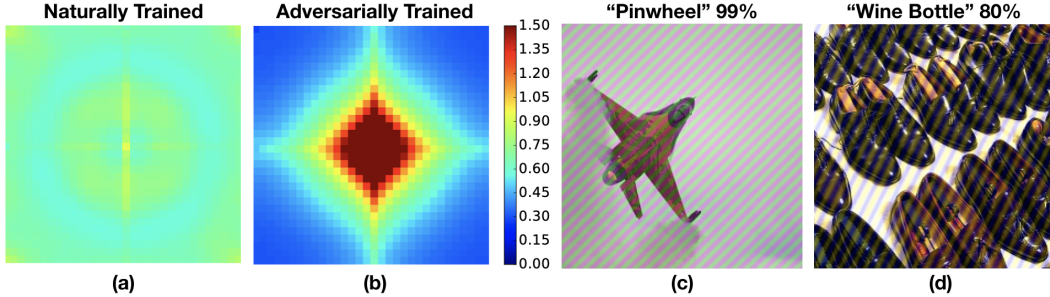 Naturally Trained
Adversarially Trained
“Pinwheel” 99%
“Wine Bottle” 80%
1.50
1.35
1.20
1.05
0.90
0.75
0.60
0.45
0.30
0.15
0.00
(a)
(b)
(c)
(d)